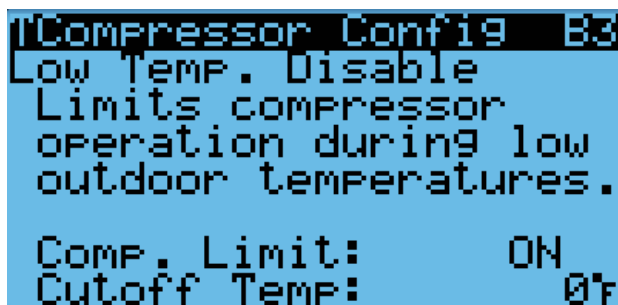 Compressor Config B3
Low Temp. Disable
Limits compressor
operation during low
outdoor temperatures.
Comp. Limit: ON
Cutoff Temp: 0°F